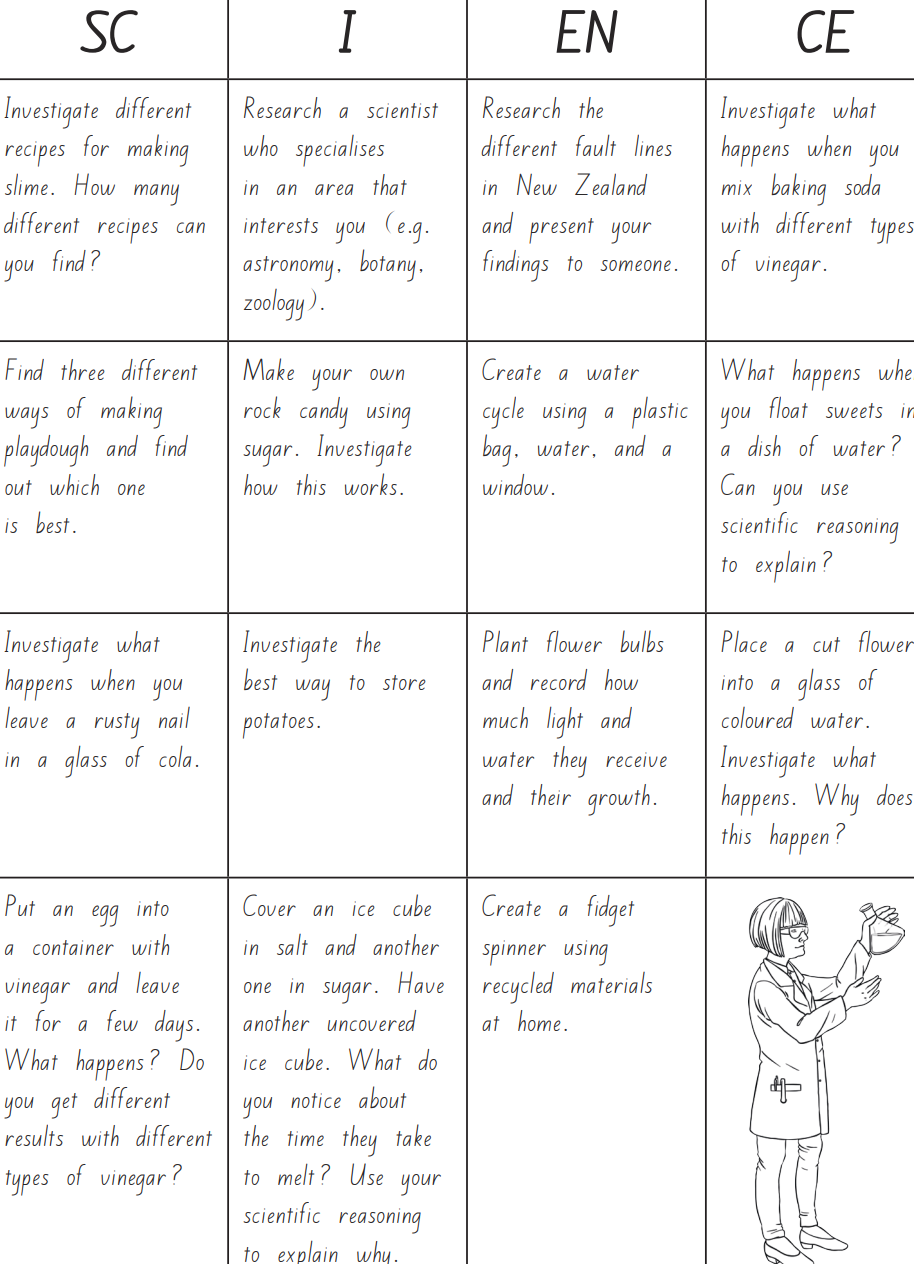 SC
I
EN
CE
Investigate different
recipes for making
slime. How many
different recipes can
you find?
Research a scientist
who specialises
in an area that
interests you (e.g.
astronomy, botany,
zoology).
Research the
different fault lines
in New Zealand
and present your
findings to someone.
Investigate what
happens when you
mix baking soda
with different types
of vinegar.
Find three different
ways of making
playdough and find
out which one
is best.
Make your own
rock candy using
sugar. Investigate
how this works.
Create a water
cycle using a plastic
bag, water, and a
window.
What happens whe
you float sweets in
a dish of water?
Can you use
scientific reasoning
to explain?
Investigate what
happens when you
leave a rusty nail
in a glass of cola.
Investigate the
best way to store
potatoes.
Plant flower bulbs
and record how
much light and
water they receive
and their growth.
Place a cut flower
into a glass of
coloured water.
Investigate what
happens. Why does
this happen?
Put an egg into
a container with
vinegar and leave
it for a few days.
What happens? Do
you get different
results with different
types of vinegar?
Cover an ice cube
in salt and another
one in sugar. Have
another uncovered
ice cube. What do
you notice about
the time they take
to melt? Use your
scientific reasoning
to explain why.
Create a fidget
spinner using
recycled materials
at home.